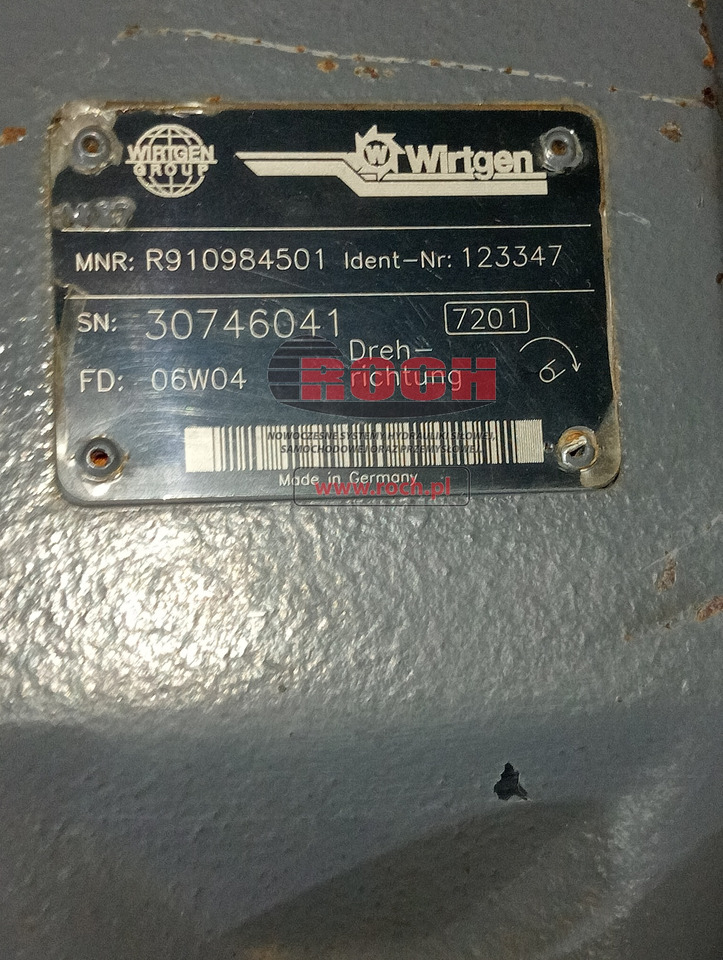 WIRTGEN
GROUP
Wirtgen
MNR: R910984501 Ident-Nr: 123347
SN: 30746041 7201
FD: 06W04 Dreh-
richtung
ROCH
NOWOCZESNE SYSTEMY HYDRAULIKI SIŁOWEJ,
SAMOCHODOWEJ ORAZ PRZEMYSŁOWEJ
Made in Germany
www.roch.pl